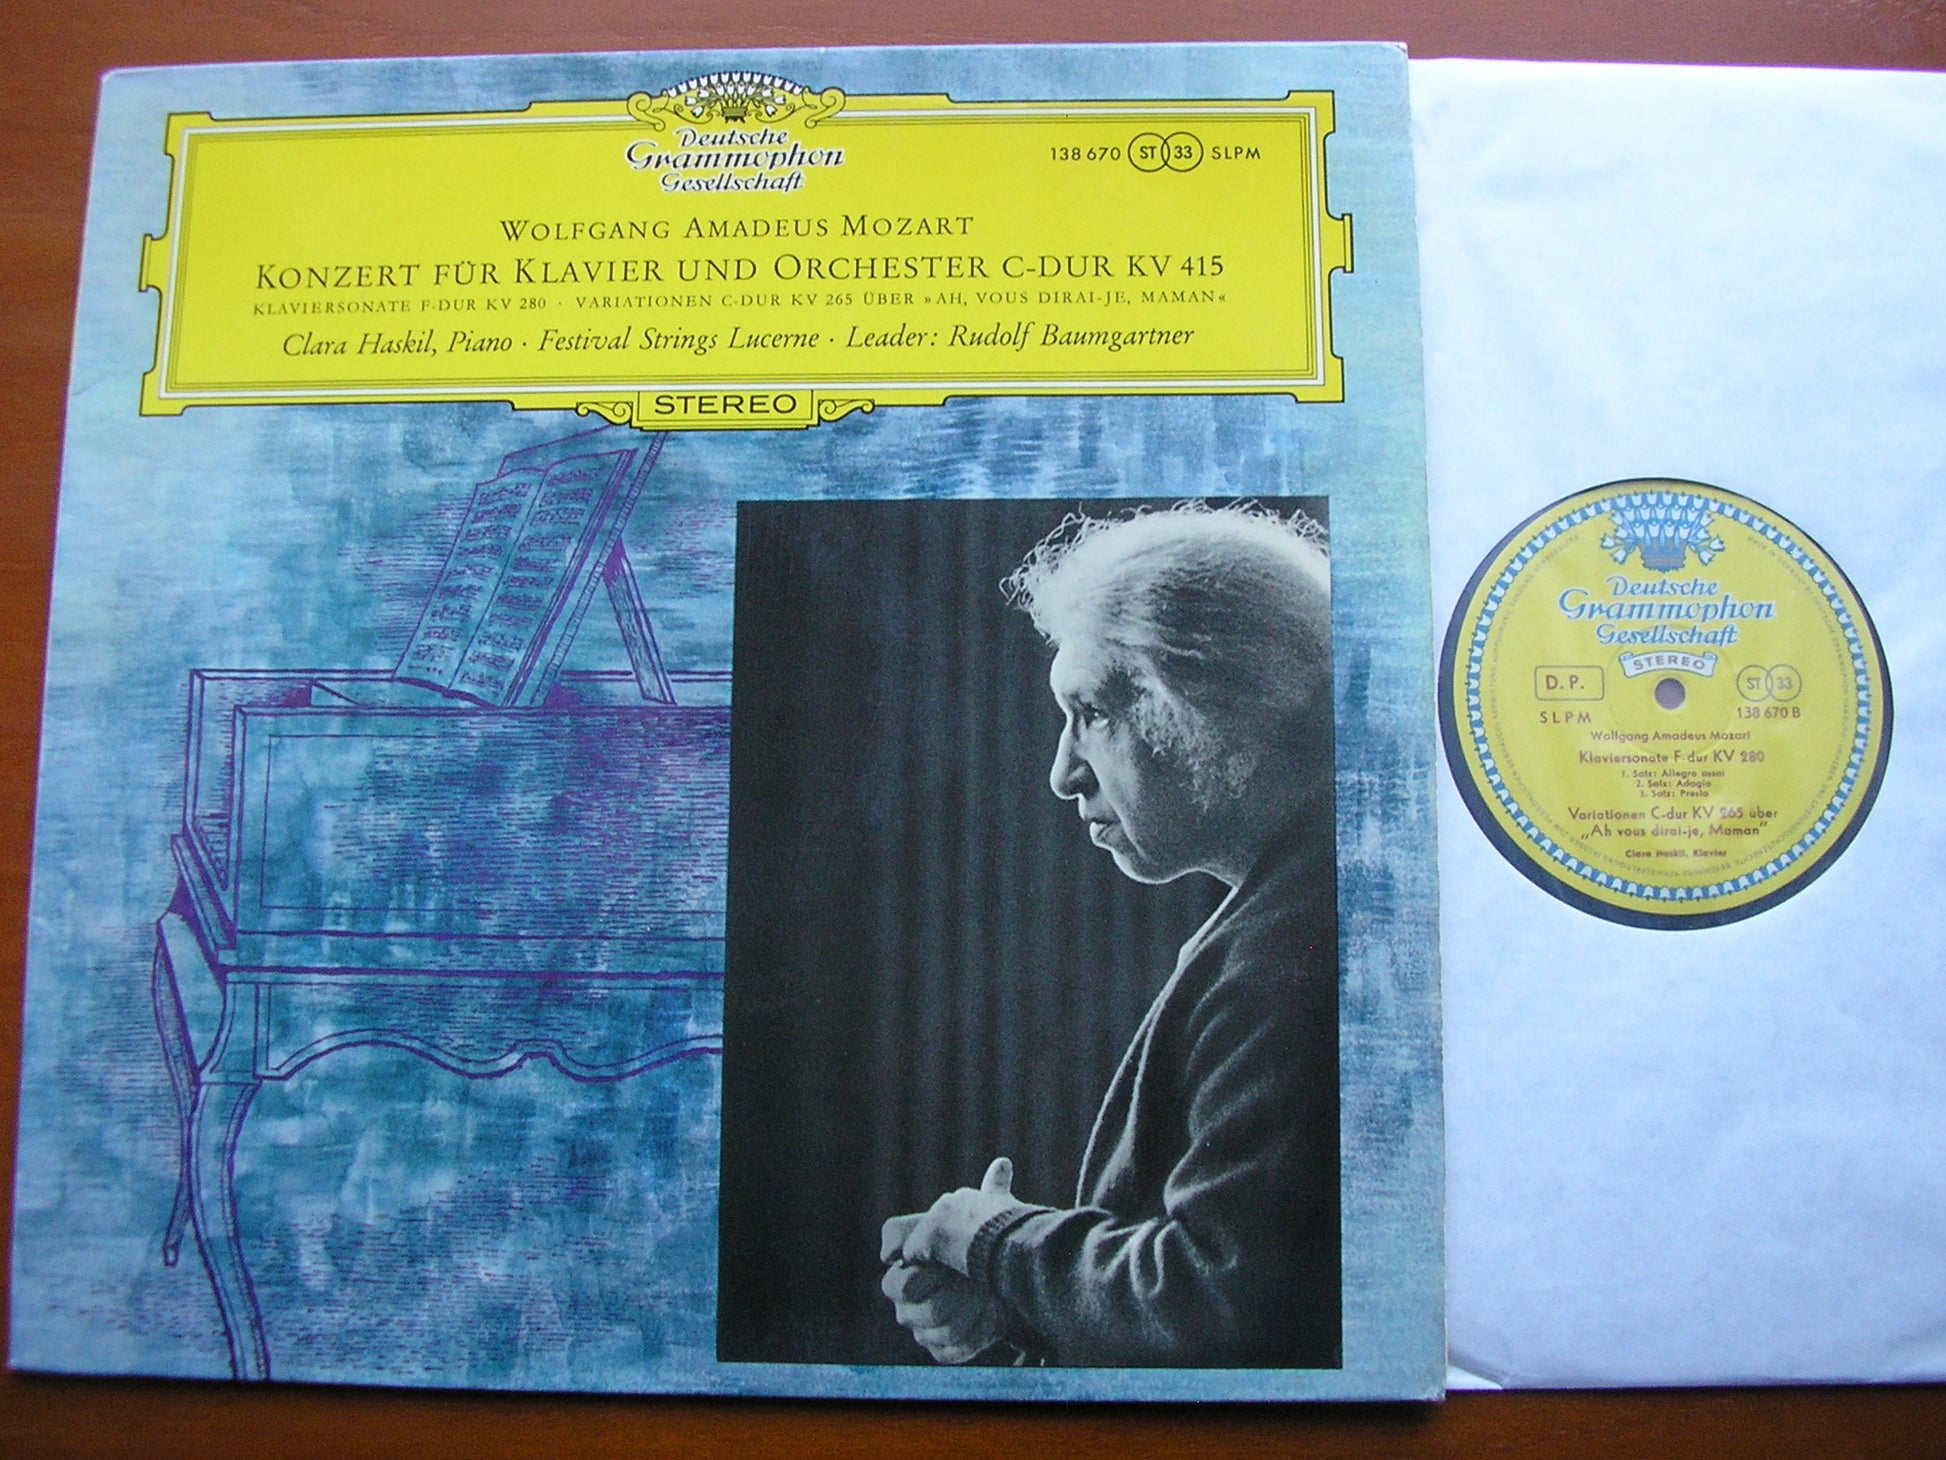 Deutsche
Grammophon
Gesellschaft
138 670 ST 33 SLPM
WOLFGANG AMADEUS MOZART
KONZERT FÜR KLAVIER UND ORCHESTER C-DUR KV 415
KLAVIERSONATE F-DUR KV 280 · VARIATIONEN C-DUR KV 265 ÜBER »AH, VOUS DIRAI-JE, MAMAN«
Clara Haskil, Piano · Festival Strings Lucerne · Leader: Rudolf Baumgartner
STEREO
Deutsche
Grammophon
Gesellschaft
STEREO
D. P. ST 33
SLPM 138 670 B
Wolfgang Amadeus Mozart
Klaviersonate F-dur KV 280
1. Satz: Allegro assai
2. Satz: Adagio
3. Satz: Presto
Variationen C-dur KV 265 über
„Ah vous dirai-je, Maman"
Clara Haskil, Klavier